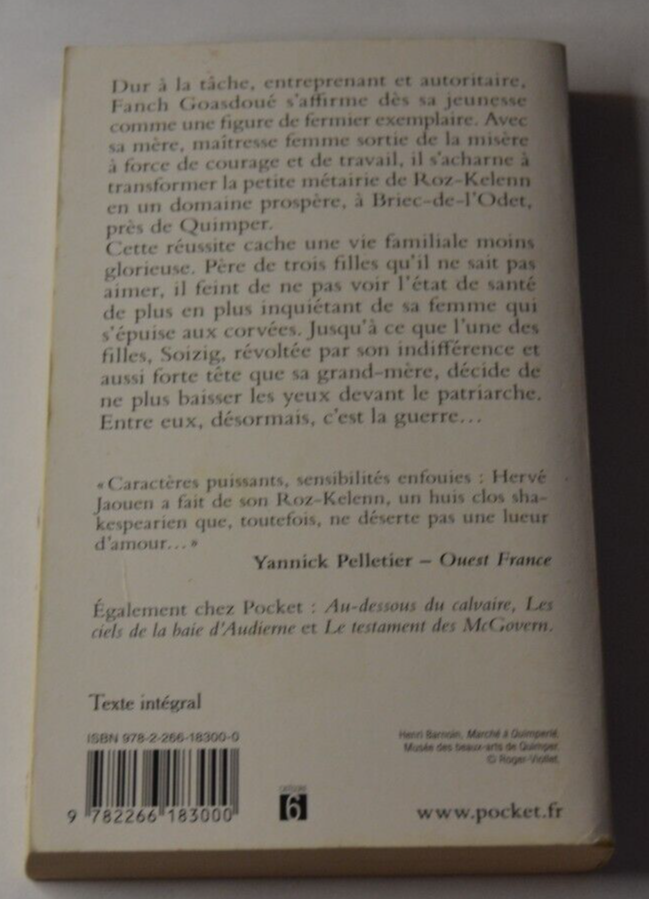 Dur à la tâche, entreprenant et autoritaire,
Fanch Goasdoué s'affirme dès sa jeunesse
comme une figure de fermier exemplaire. Avec
sa mère, maîtresse femme sortie de la misère
à force de courage et de travail, il s'acharne à
transformer la petite métairie de Roz-Kelenn
en un domaine prospère, à Briec-de-l'Odet,
près de Quimper.
Cette réussite cache une vie familiale moins
glorieuse. Père de trois filles qu'il ne sait pas
aimer, il feint de ne pas voir l'état de santé
de plus en plus inquiétant de sa femme qui
s'épuise aux corvées. Jusqu'à ce que l'une des
filles, Soizig, révoltée par son indifférence et
aussi forte tête que sa grand-mère, décide de
ne plus baisser les yeux devant le patriarche.
Entre eux, désormais, c'est la guerre...
« Caractères puissants, sensibilités enfouies : Hervé
Jaouen a fait de son Roz-Kelenn, un huis clos sha-
kespearien que, toutefois, ne déserte pas une lueur
d'amour... »
Yannick Pelletier – Ouest France
Également chez Pocket : Au-dessous du calvaire, Les
ciels de la baie d'Audierne et Le testament des McGovern.
Texte intégral
ISBN 978-2-266-18300-0
Henri Barnoin, Marché à Quimperlé.
Musée des beaux-arts de Quimper.
© Roger-Viollet.
9 782266 183000
CATÉGORIE
6
www.pocket.fr